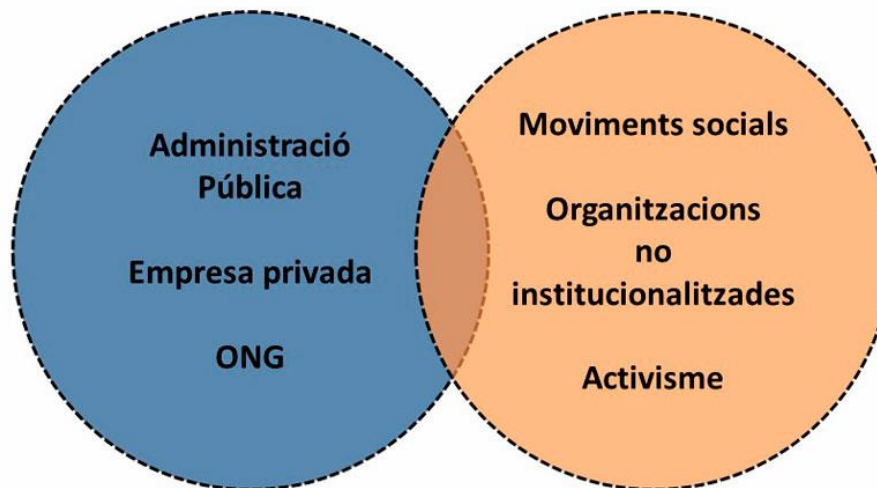 Administració
Pública
Empresa privada
ONG
Moviments socials
Organitzacions
no
institucionalitzades
Activisme